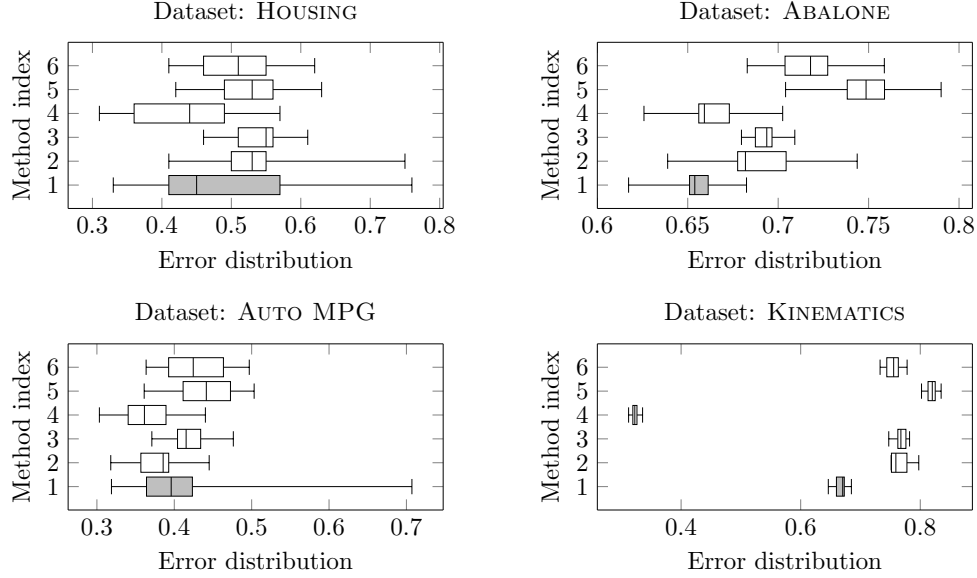 Dataset: HOUSING
Method index
6
5
4
3
2
1
0.3 0.4 0.5 0.6 0.7 0.8
Error distribution
Dataset: ABALONE
Method index
6
5
4
3
2
1
0.6 0.65 0.7 0.75 0.8
Error distribution
Dataset: AUTO MPG
Method index
6
5
4
3
2
1
0.3 0.4 0.5 0.6 0.7
Error distribution
Dataset: KINEMATICS
Method index
6
5
4
3
2
1
0.4 0.6 0.8
Error distribution